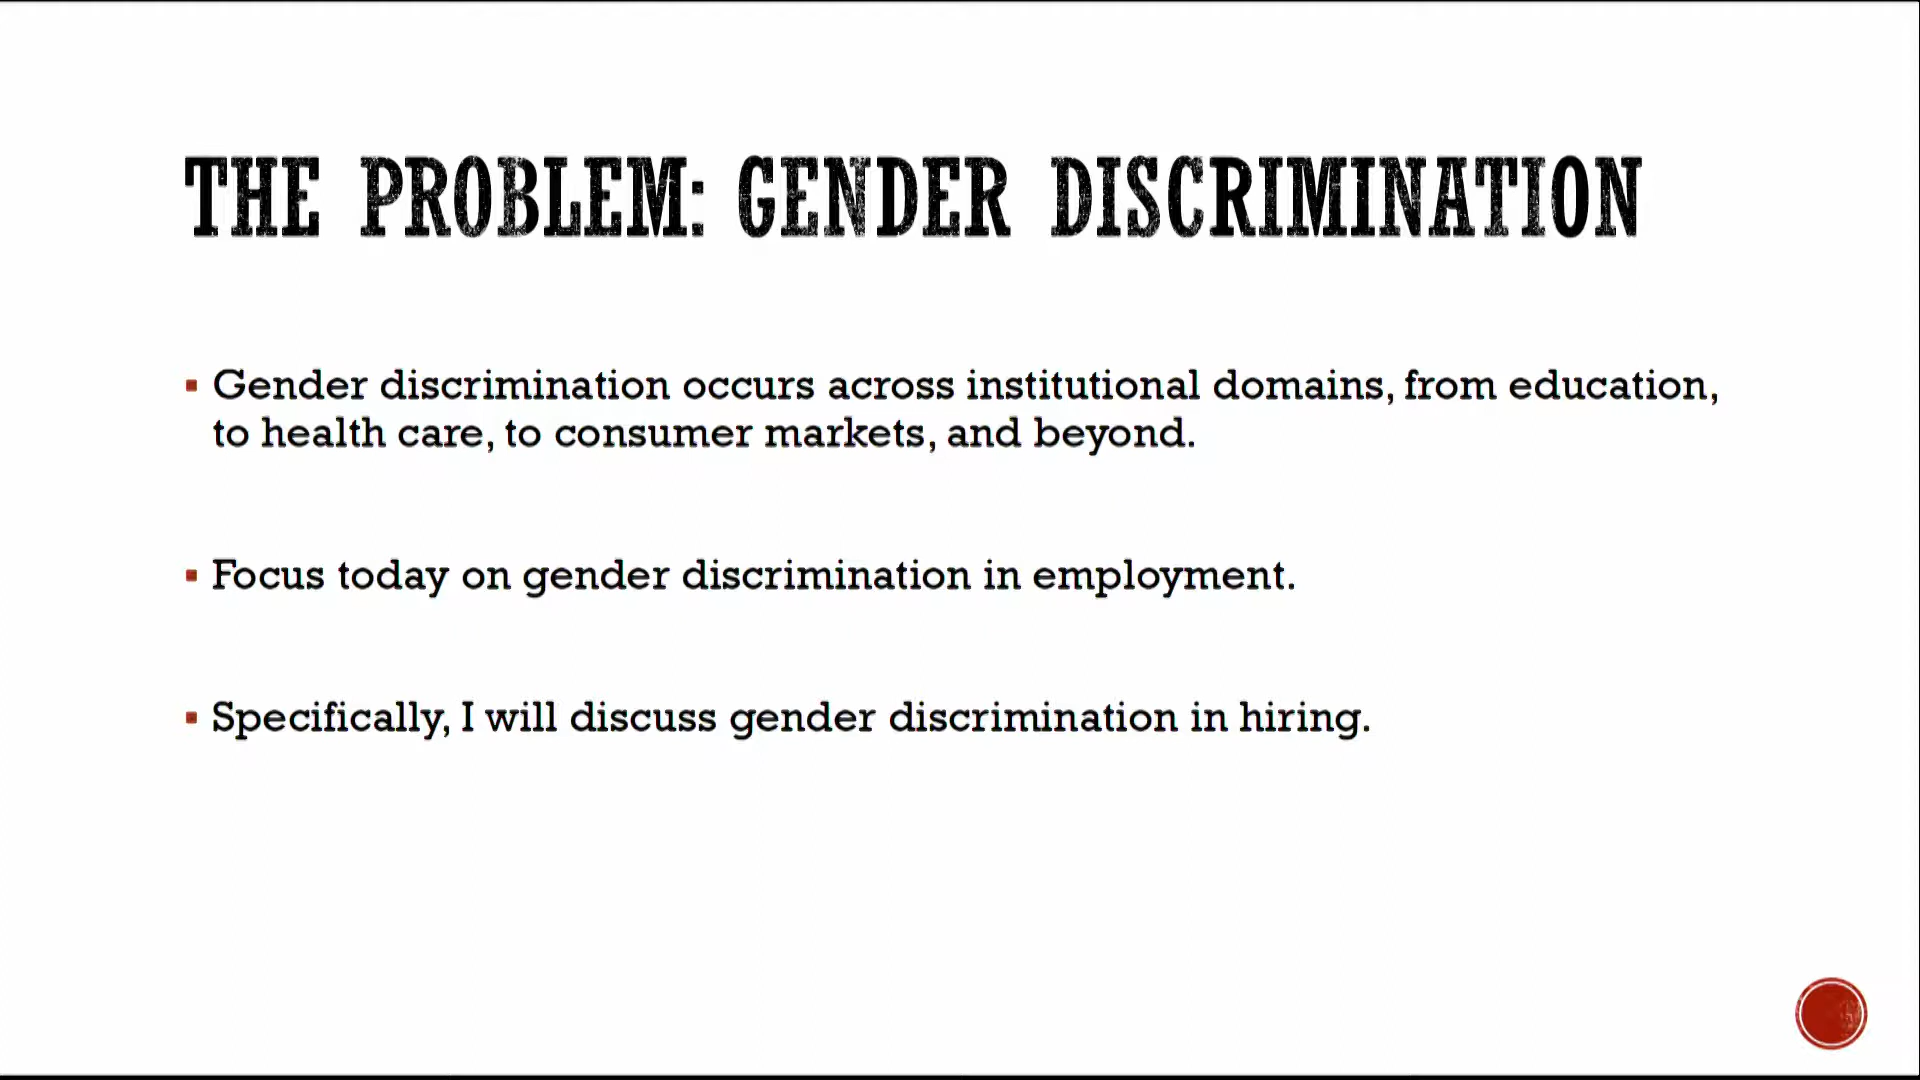 THE PROBLEM: GENDER DISCRIMINATION
▪ Gender discrimination occurs across institutional domains, from education,
to health care, to consumer markets, and beyond.
▪ Focus today on gender discrimination in employment.
▪ Specifically, I will discuss gender discrimination in hiring.